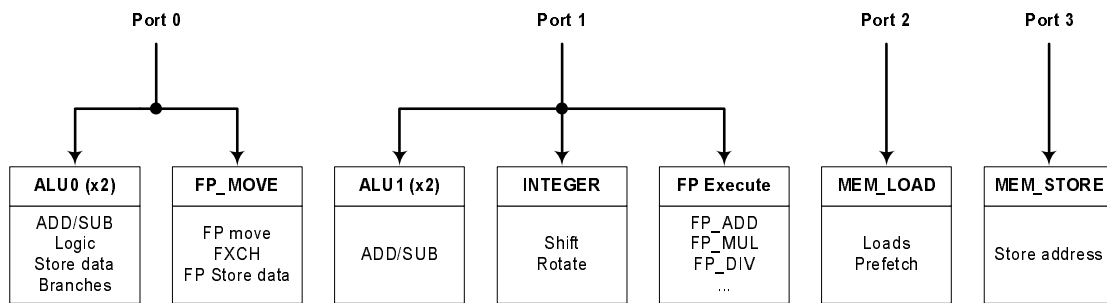 Port 0
Port 1
Port 2
Port 3
ALU0 (x2)
ADD/SUB
Logic
Store data
Branches
FP_MOVE
FP move
FXCH
FP Store data
ALU1 (x2)
ADD/SUB
INTEGER
Shift
Rotate
FP Execute
FP_ADD
FP_MUL
FP_DIV
...
MEM_LOAD
Loads
Prefetch
MEM_STORE
Store address